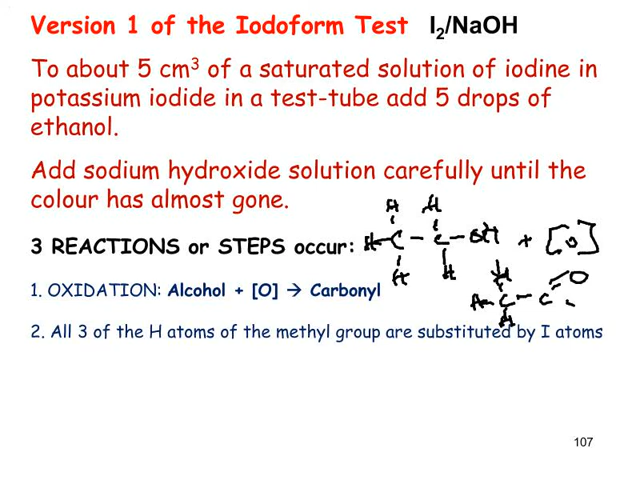 Version 1 of the Iodoform Test I₂/NaOH
To about 5 cm³ of a saturated solution of iodine in
potassium iodide in a test-tube add 5 drops of
ethanol.
Add sodium hydroxide solution carefully until the
colour has almost gone.
H H
3 REACTIONS or STEPS occur: H-C-C-OH + [O]
H H
H O
1. OXIDATION: Alcohol + [O] → Carbonyl H-C-C
H
2. All 3 of the H atoms of the methyl group are substituted by I atoms
107